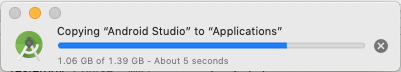 Copying “Android Studio” to “Applications”
1.06 GB of 1.39 GB - About 5 seconds